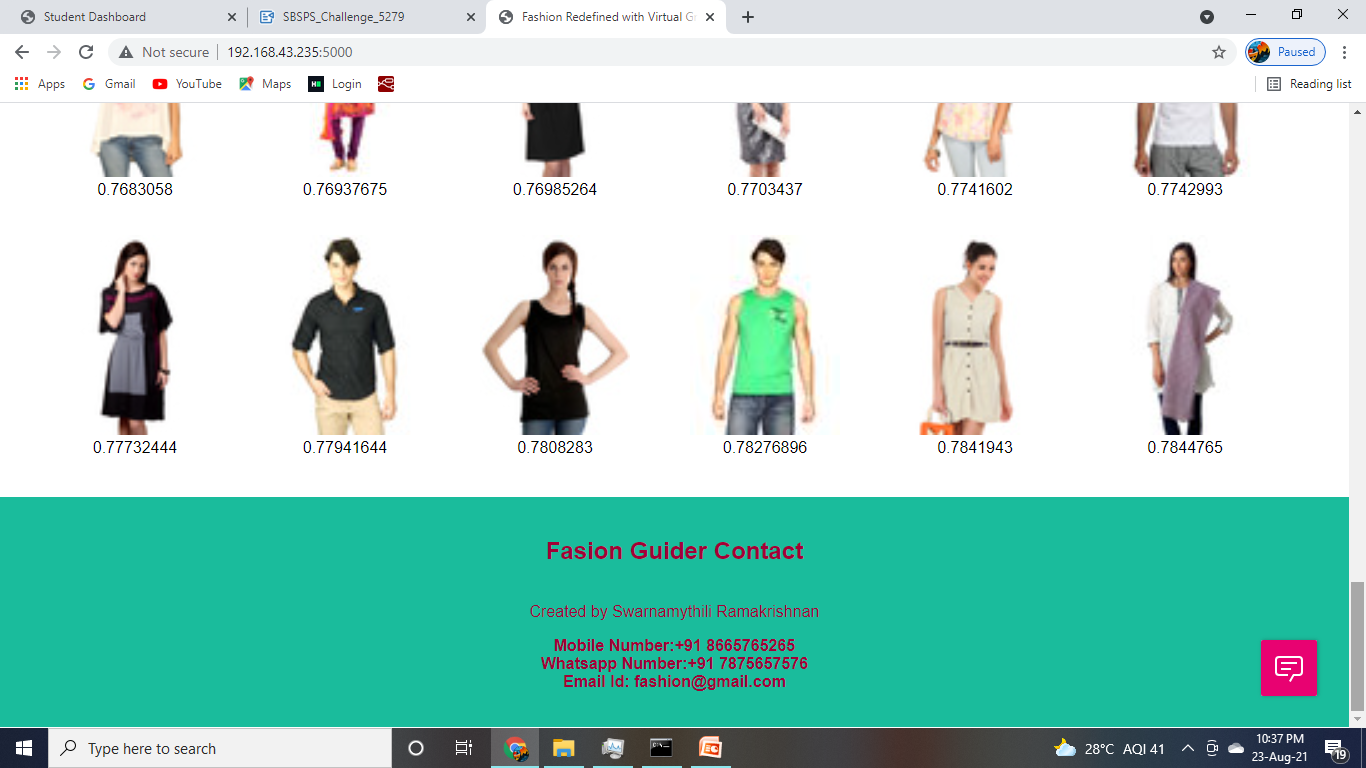 Student Dashboard
SBSPS_Challenge_5279
Fashion Redefined with Virtual G
Not secure
192.168.43.235:5000
Paused
Apps
Gmail
YouTube
Maps
Login
Reading list
0.7683058 0.76937675 0.76985264 0.7703437 0.7741602 0.7742993
0.77732444 0.77941644 0.7808283 0.78276896 0.7841943 0.7844765
Fasion Guider Contact
Created by Swarnamythili Ramakrishnan
Mobile Number:+91 8665765265
Whatsapp Number:+91 7875657576
Email Id: fashion@gmail.com
Type here to search
28°C AQI 41
10:37 PM
23-Aug-21
19